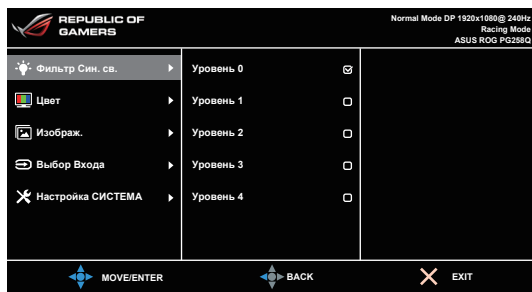 REPUBLIC OF
GAMERS
Normal Mode DP 1920x1080@ 240Hz
Racing Mode
ASUS ROG PG258Q
Фильтр Син. св.
Уровень 0
Цвет
Уровень 1
Изображ.
Уровень 2
Выбор Входа
Уровень 3
Настройка СИСТЕМА
Уровень 4
MOVE/ENTER
BACK
EXIT